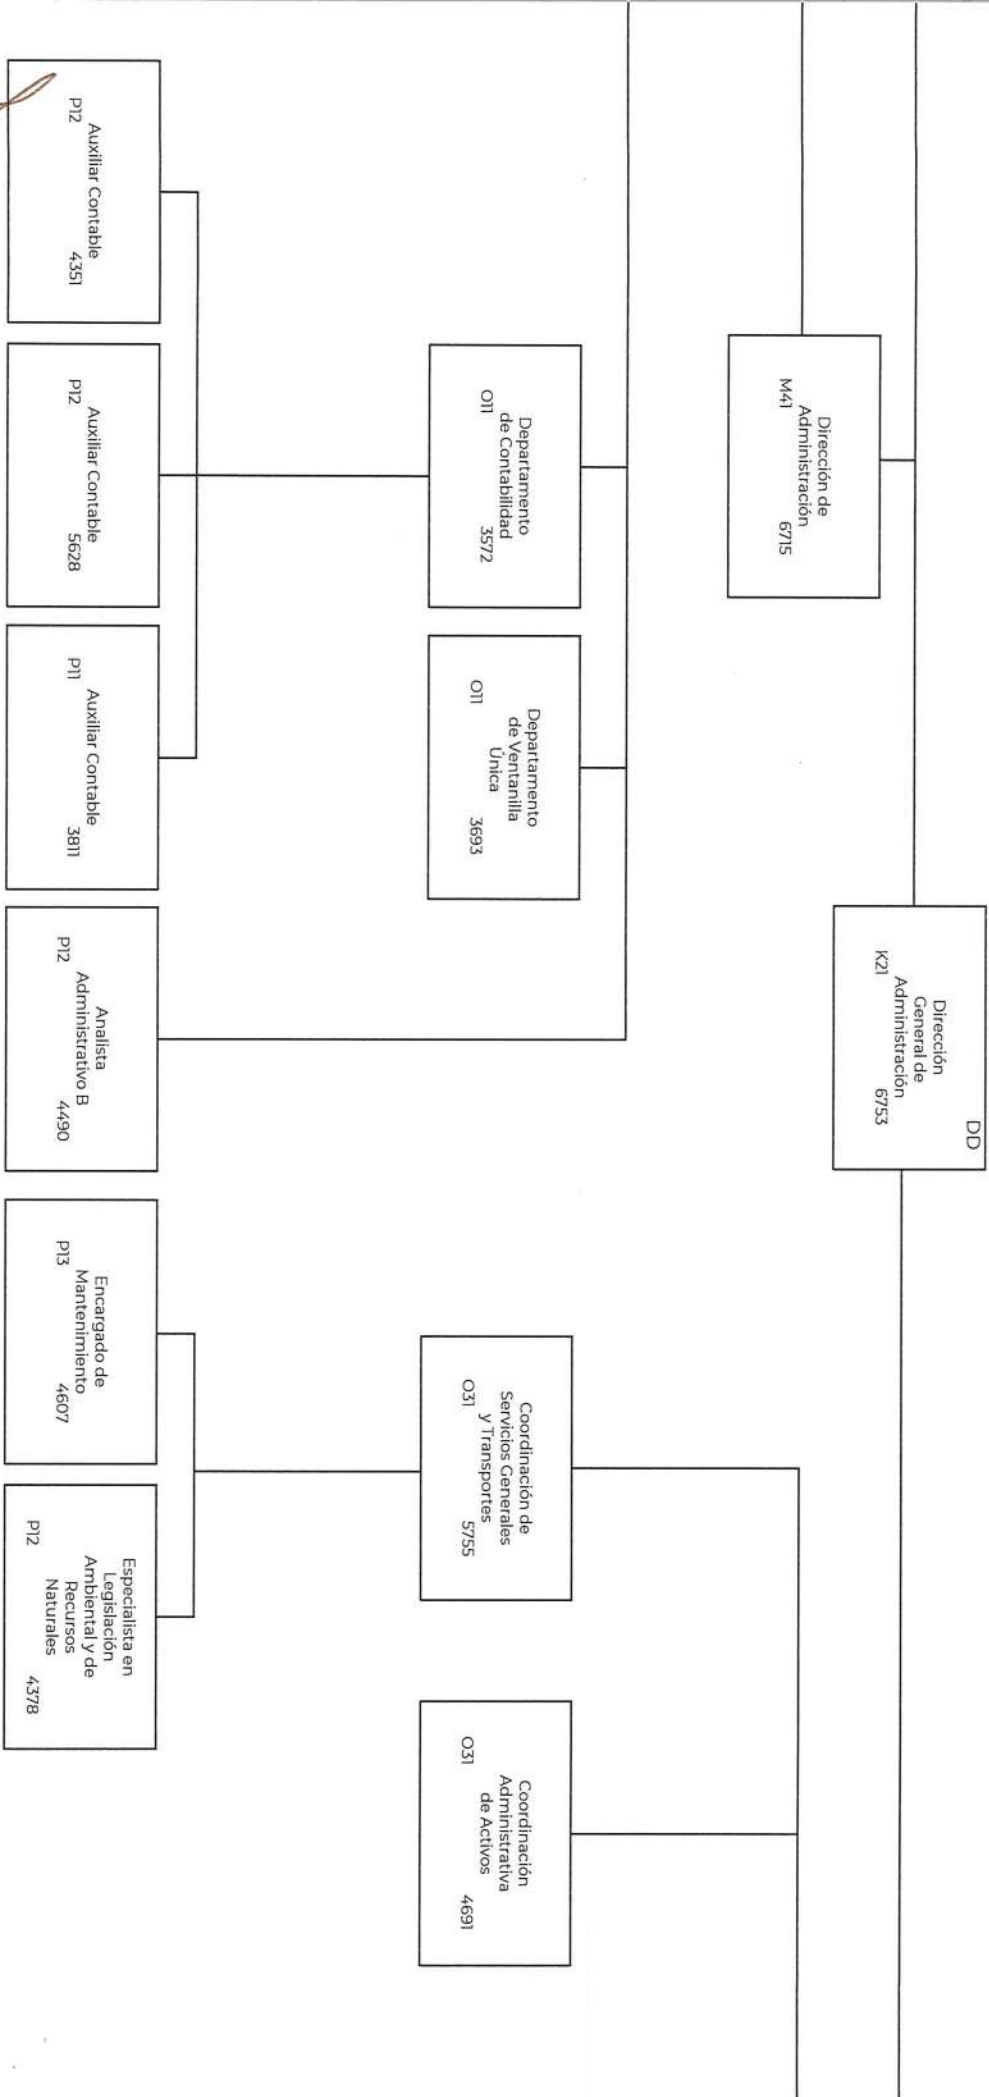 DD
Dirección
General de
Administración
K21 6753
Dirección de
Administración
M41 6715
Departamento
de Contabilidad
O11 3572
Departamento
de Ventanilla
Única
O11 3693
Coordinación de
Servicios Generales
y Transportes
O31 5755
Coordinación
Administrativa
de Activos
O31 4691
Auxiliar Contable
P12 4351
Auxiliar Contable
P12 5628
Auxiliar Contable
P11 3811
Analista
Administrativo B
P12 4490
Encargado de
Mantenimiento
P13 4607
Especialista en
Legislación
Ambiental y de
Recursos
Naturales
P12 4378